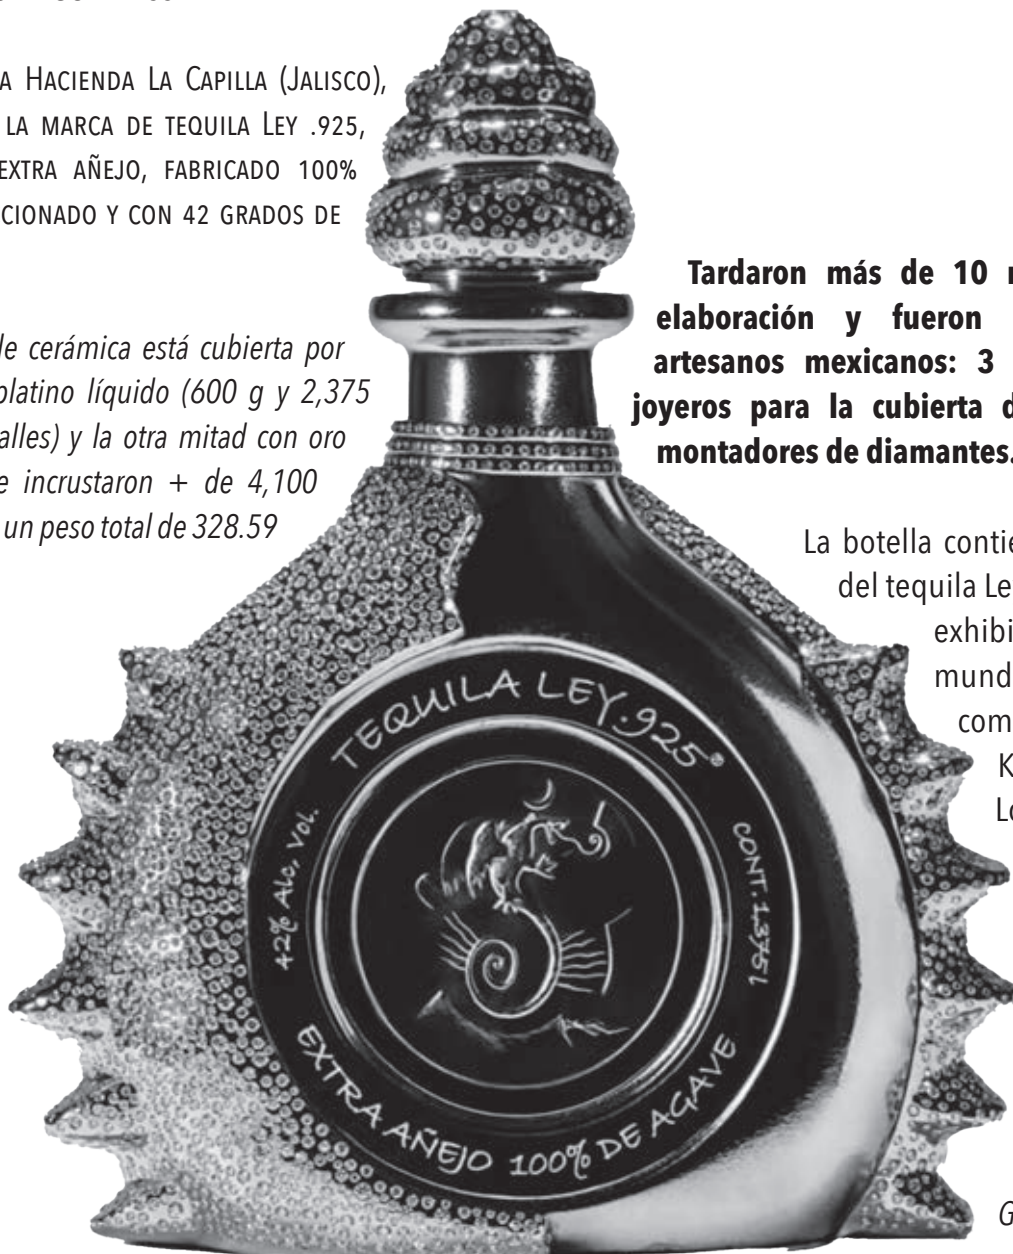 A HACIENDA LA CAPILLA (JALISCO),
LA MARCA DE TEQUILA LEY .925,
EXTRA AÑEJO, FABRICADO 100%
CIONADO Y CON 42 GRADOS DE
de cerámica está cubierta por
platino líquido (600 g y 2,375
alles) y la otra mitad con oro
e incrustaron + de 4,100
un peso total de 328.59
Tardaron más de 10
elaboración y fueron
artesanos mexicanos: 3
joyeros para la cubierta d
montadores de diamantes.
La botella contie
del tequila Le
exhibi
mund
com
K
Lo
TEQUILA LEY.925®
42% Alc. Vol.
CONT. 1.375 l
EXTRA AÑEJO 100% DE AGAVE
G